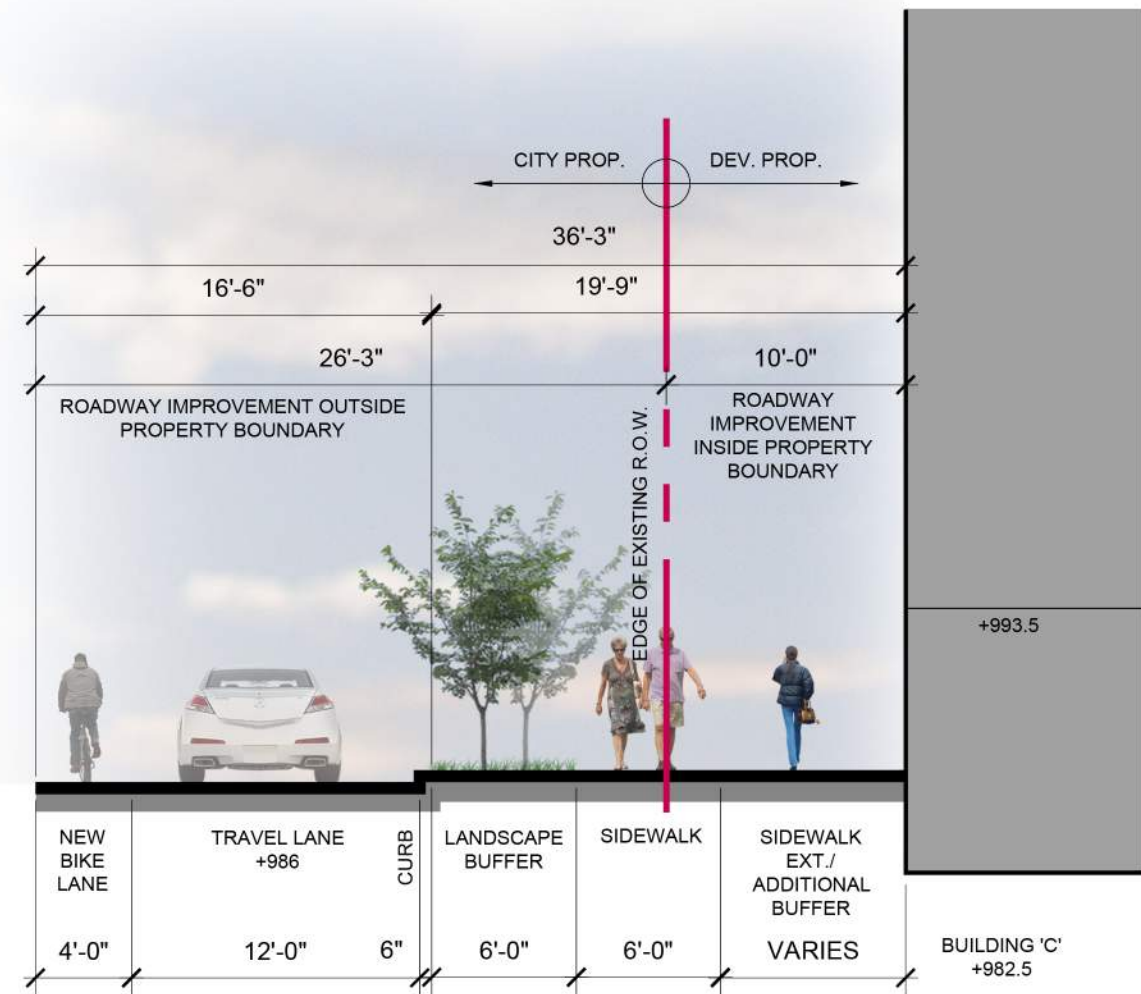 CITY PROP.
DEV. PROP.
36'-3"
16'-6"
19'-9"
26'-3"
10'-0"
ROADWAY IMPROVEMENT OUTSIDE
PROPERTY BOUNDARY
ROADWAY
IMPROVEMENT
INSIDE PROPERTY
BOUNDARY
EDGE OF EXISTING R.O.W.
+993.5
NEW
BIKE
LANE
TRAVEL LANE
+986
CURB
LANDSCAPE
BUFFER
SIDEWALK
SIDEWALK
EXT./
ADDITIONAL
BUFFER
4'-0"
12'-0"
6"
6'-0"
6'-0"
VARIES
BUILDING 'C'
+982.5